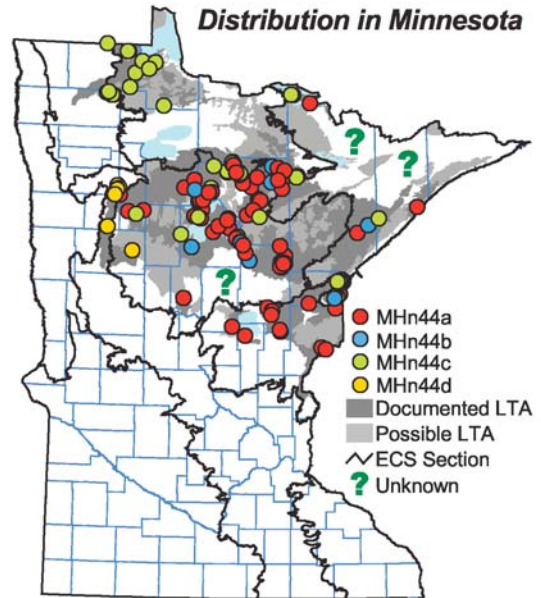 Distribution in Minnesota
?
?
?
MHn44a
MHn44b
MHn44c
MHn44d
Documented LTA
Possible LTA
ECS Section
? Unknown